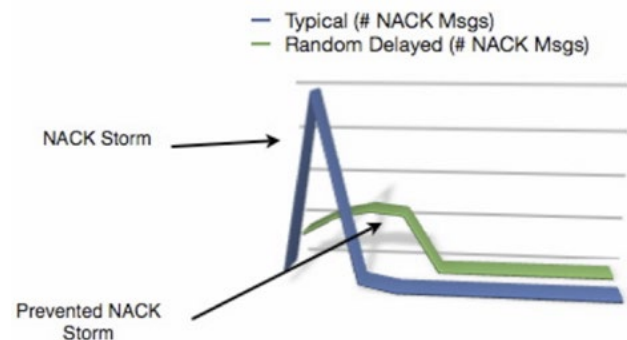 Typical (# NACK Msgs)
Random Delayed (# NACK Msgs)
NACK Storm
Prevented NACK
Storm